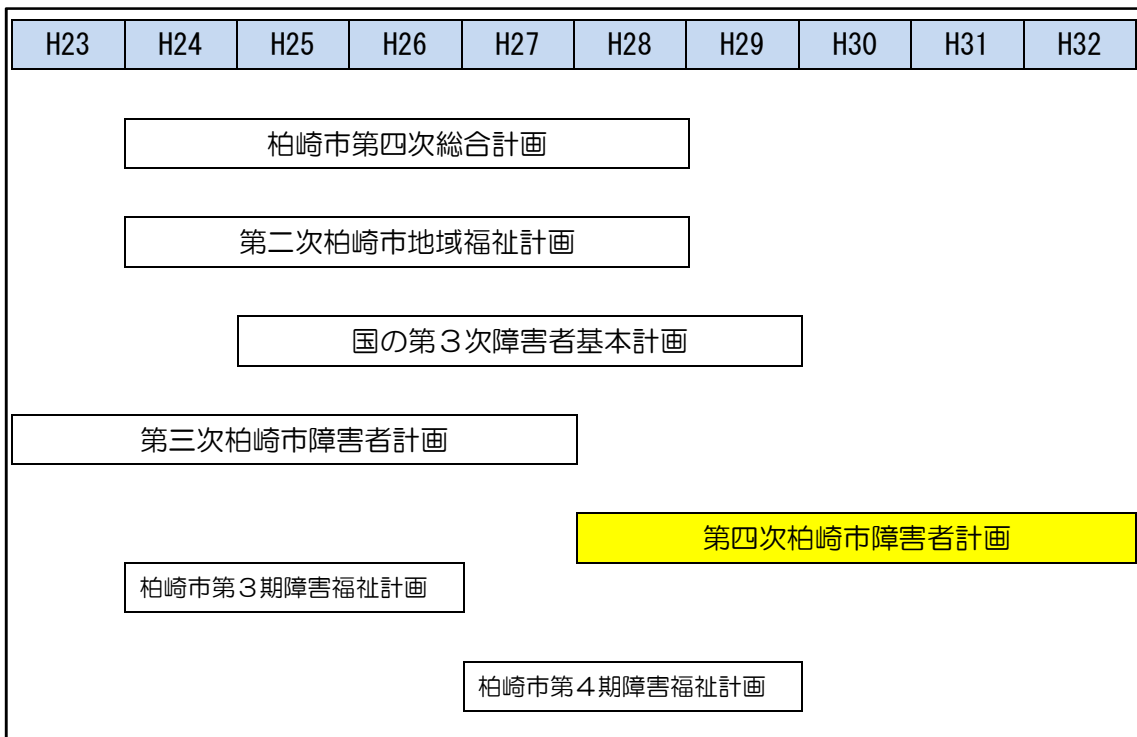 H23 H24 H25 H26 H27 H28 H29 H30 H31 H32
柏崎市第四次総合計画
第二次柏崎市地域福祉計画
国の第３次障害者基本計画
第三次柏崎市障害者計画
第四次柏崎市障害者計画
柏崎市第３期障害福祉計画
柏崎市第４期障害福祉計画